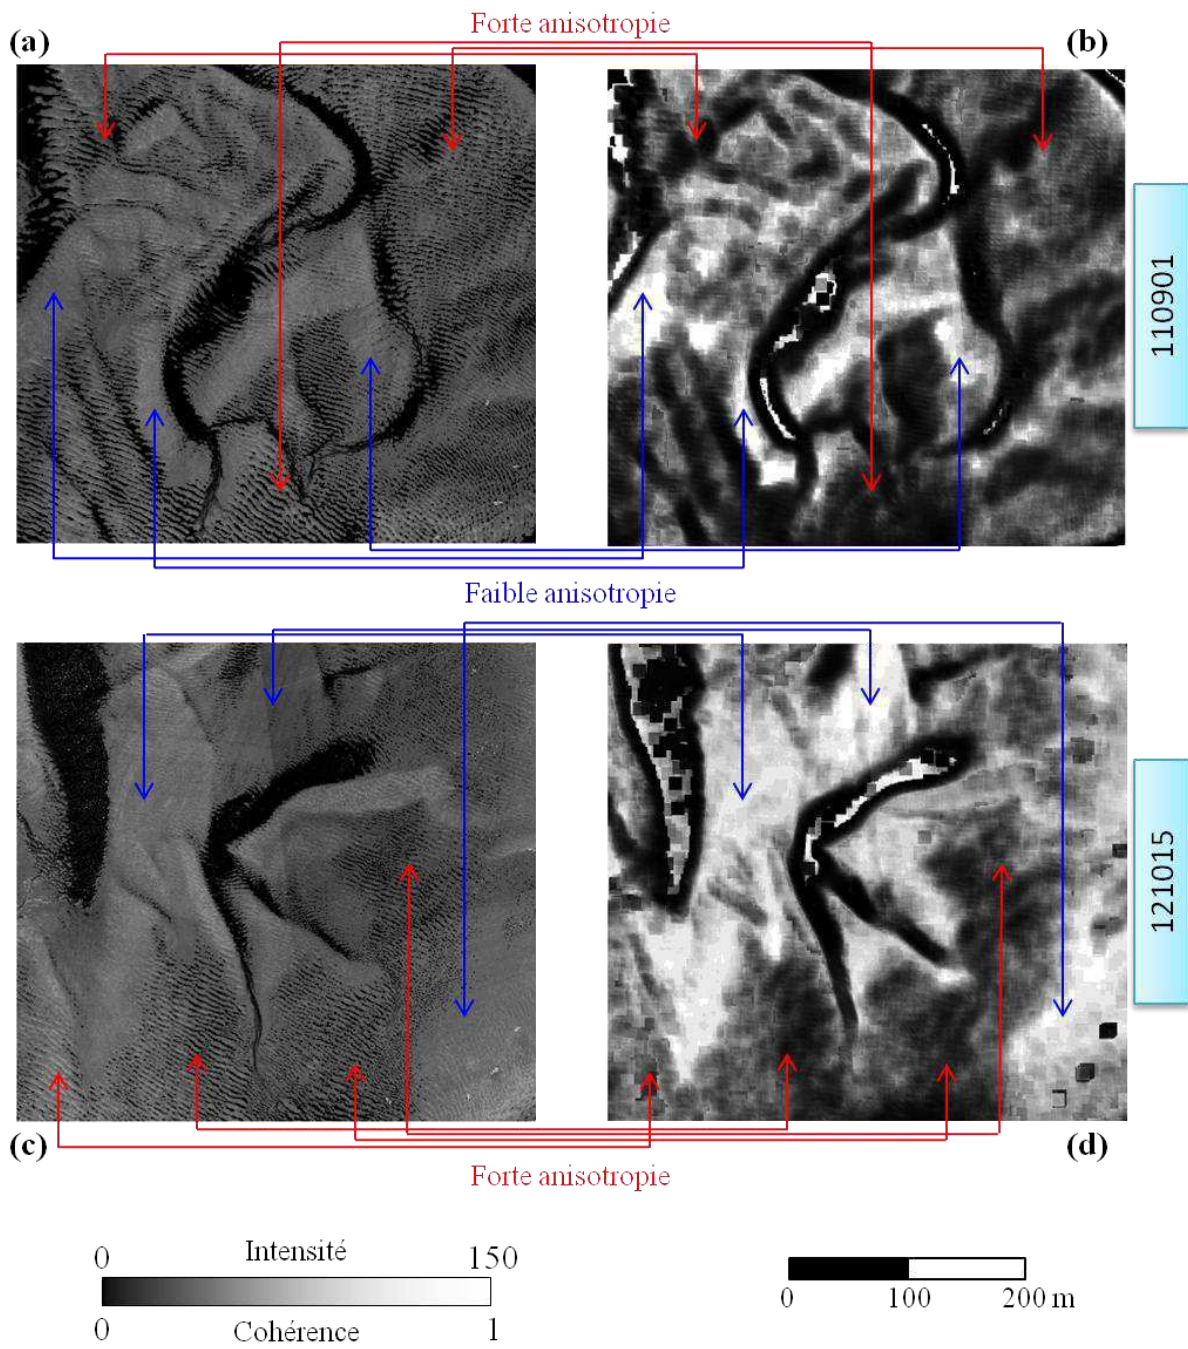 Forte anisotropie
(a)
(b)
110901
Faible anisotropie
121015
(c)
(d)
Forte anisotropie
0 Intensité 150
0 Cohérence 1
0 100 200 m